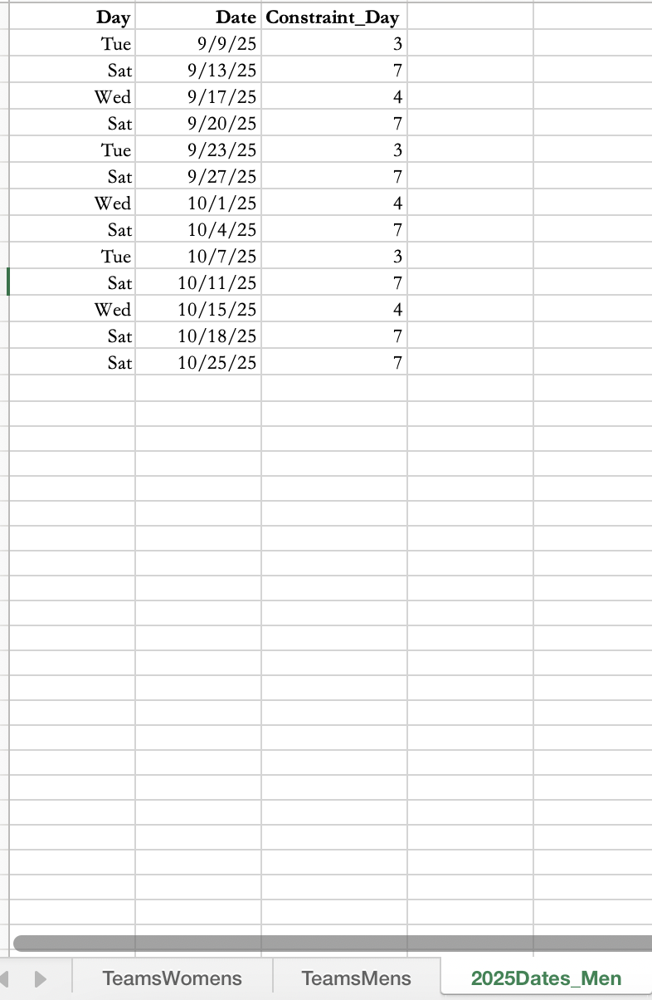 Day Date Constraint_Day
Tue 9/9/25 3
Sat 9/13/25 7
Wed 9/17/25 4
Sat 9/20/25 7
Tue 9/23/25 3
Sat 9/27/25 7
Wed 10/1/25 4
Sat 10/4/25 7
Tue 10/7/25 3
Sat 10/11/25 7
Wed 10/15/25 4
Sat 10/18/25 7
Sat 10/25/25 7
TeamsWomens TeamsMens 2025Dates_Men